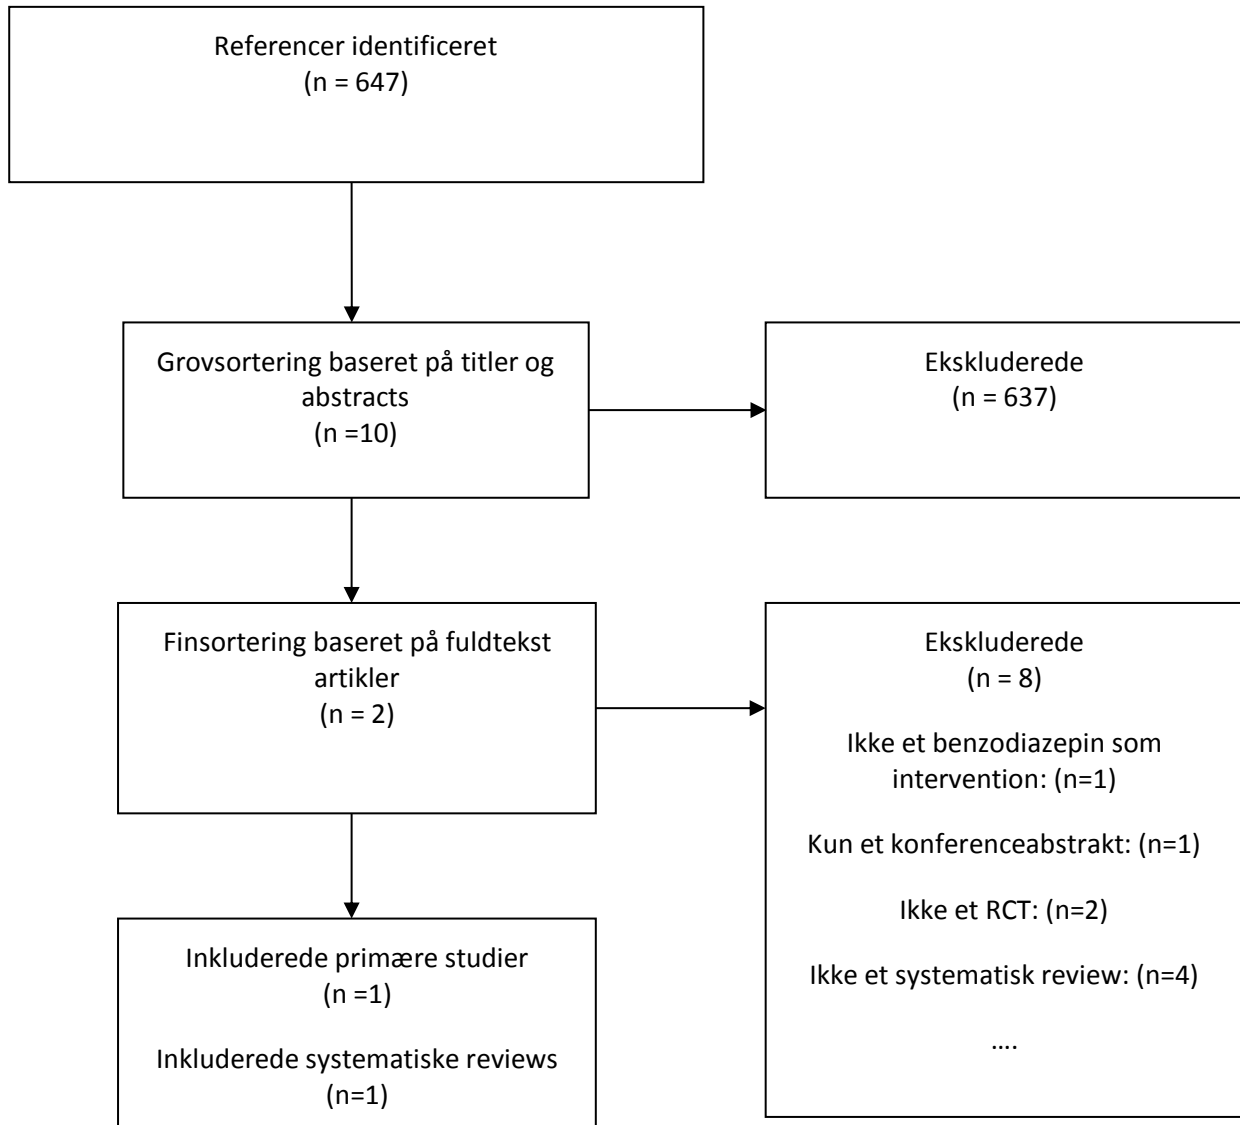 Referencer identificeret
(n = 647)
Grovsortering baseret på titler og
abstracts
(n =10)
Ekskluderede
(n = 637)
Finsortering baseret på fuldtekst
artikler
(n = 2)
Ekskluderede
(n = 8)
Ikke et benzodiazepin som
intervention: (n=1)
Kun et konferenceabstrakt: (n=1)
Ikke et RCT: (n=2)
Ikke et systematisk review: (n=4)
....
Inkluderede primære studier
(n =1)
Inkluderede systematiske reviews
(n=1)